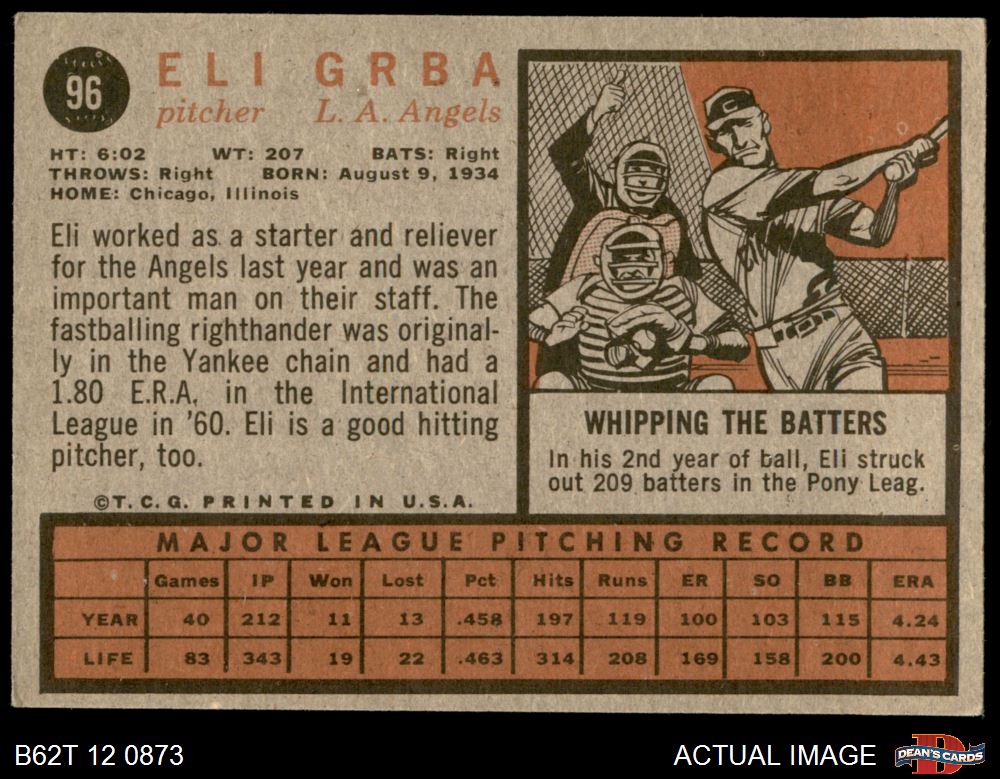 96
ELI GRBA
pitcher L. A. Angels
HT: 6:02 WT: 207 BATS: Right
THROWS: Right BORN: August 9, 1934
HOME: Chicago, Illinois
Eli worked as a starter and reliever
for the Angels last year and was an
important man on their staff. The
fastballing righthander was original-
ly in the Yankee chain and had a
1.80 E.R.A. in the International
League in '60. Eli is a good hitting
pitcher, too.
©T.C.G. PRINTED IN U.S.A.
C
WHIPPING THE BATTERS
In his 2nd year of ball, Eli struck
out 209 batters in the Pony Leag.
MAJOR LEAGUE PITCHING RECORD
Games IP Won Lost Pct Hits Runs ER SO BB ERA
YEAR 40 212 11 13 .458 197 119 100 103 115 4.24
LIFE 83 343 19 22 .463 314 208 169 158 200 4.43
B62T 12 0873 ACTUAL IMAGE
D DEAN'S CARDS